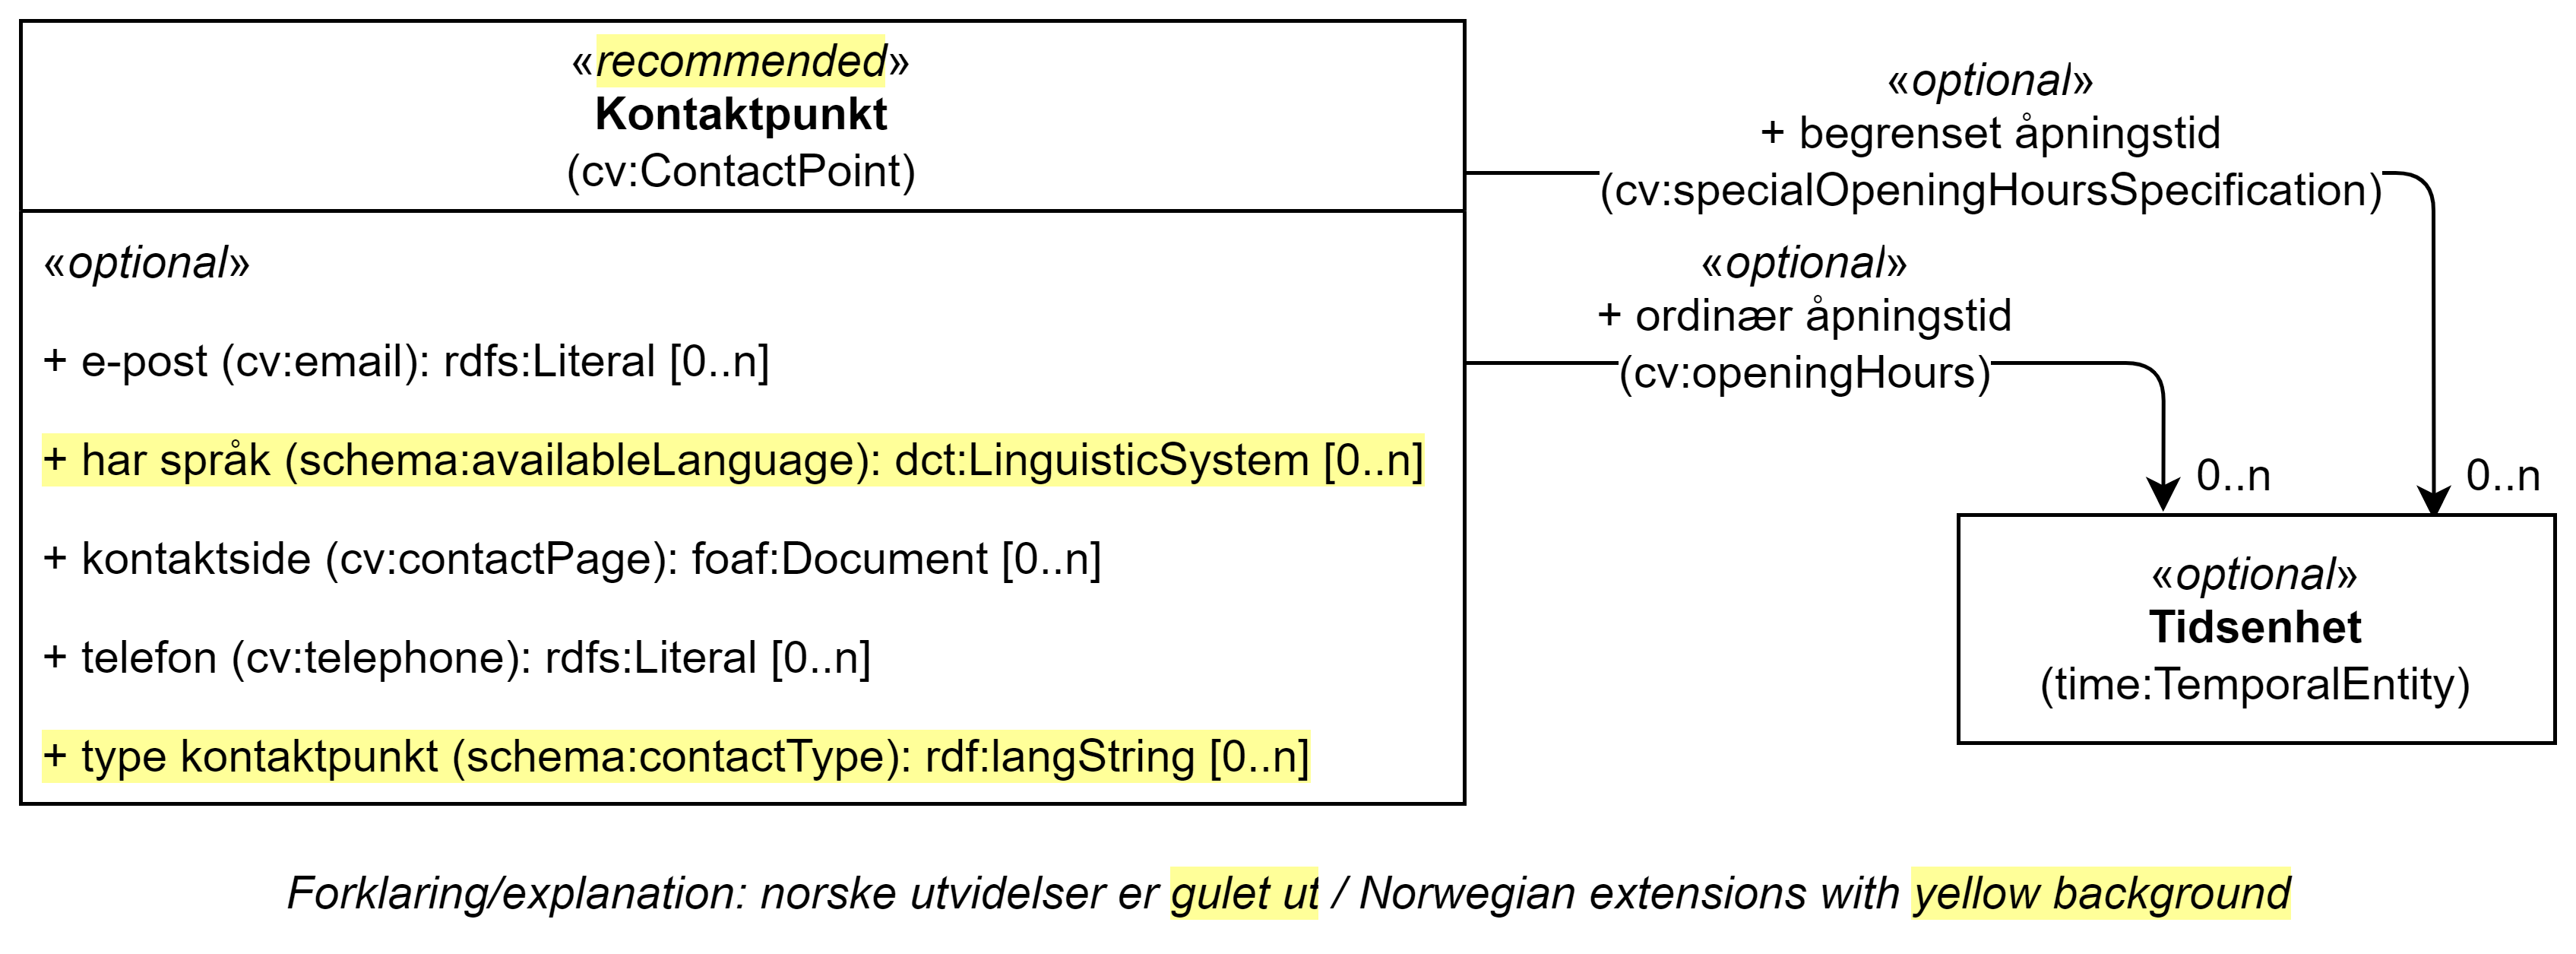 «recommended»
Kontaktpunkt
(cv:ContactPoint)
«optional»
+ e-post (cv:email): rdfs:Literal [0..n]
+ har språk (schema:availableLanguage): dct:LinguisticSystem [0..n]
+ kontaktside (cv:contactPage): foaf:Document [0..n]
+ telefon (cv:telephone): rdfs:Literal [0..n]
+ type kontaktpunkt (schema:contactType): rdf:langString [0..n]
«optional»
+ begrenset åpningstid
(cv:specialOpeningHoursSpecification)
«optional»
+ ordinær åpningstid
(cv:openingHours)
0..n
0..n
«optional»
Tidsenhet
(time:TemporalEntity)
Forklaring/explanation: norske utvidelser er gulet ut / Norwegian extensions with yellow background